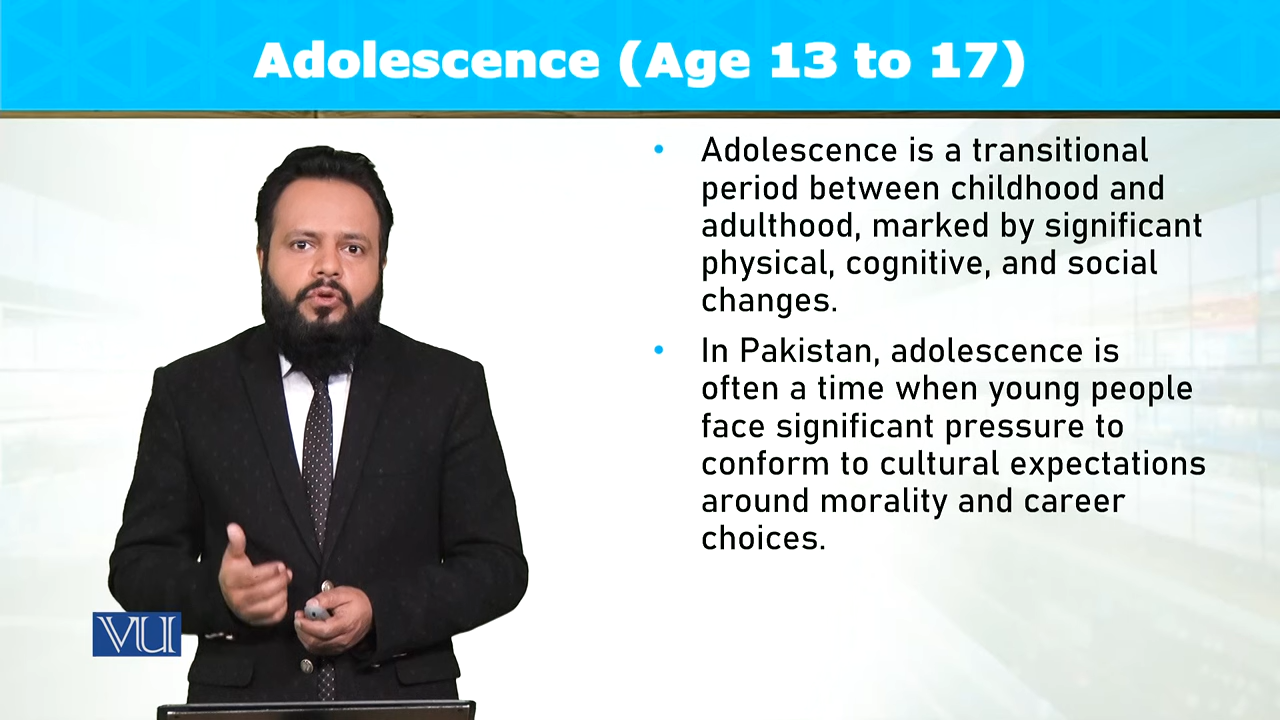 Adolescence (Age 13 to 17)
• Adolescence is a transitional
period between childhood and
adulthood, marked by significant
physical, cognitive, and social
changes.
• In Pakistan, adolescence is
often a time when young people
face significant pressure to
conform to cultural expectations
around morality and career
choices.
VU